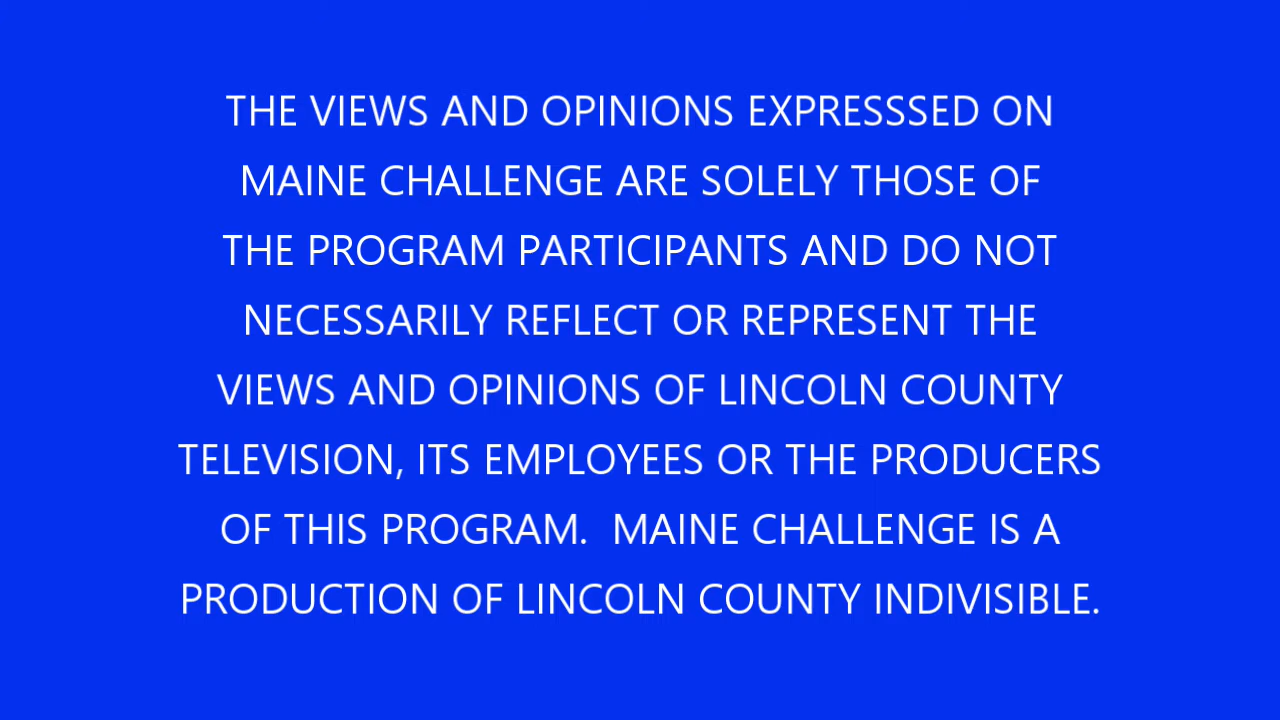 THE VIEWS AND OPINIONS EXPRESSSED ON
MAINE CHALLENGE ARE SOLELY THOSE OF
THE PROGRAM PARTICIPANTS AND DO NOT
NECESSARILY REFLECT OR REPRESENT THE
VIEWS AND OPINIONS OF LINCOLN COUNTY
TELEVISION, ITS EMPLOYEES OR THE PRODUCERS
OF THIS PROGRAM.  MAINE CHALLENGE IS A
PRODUCTION OF LINCOLN COUNTY INDIVISIBLE.